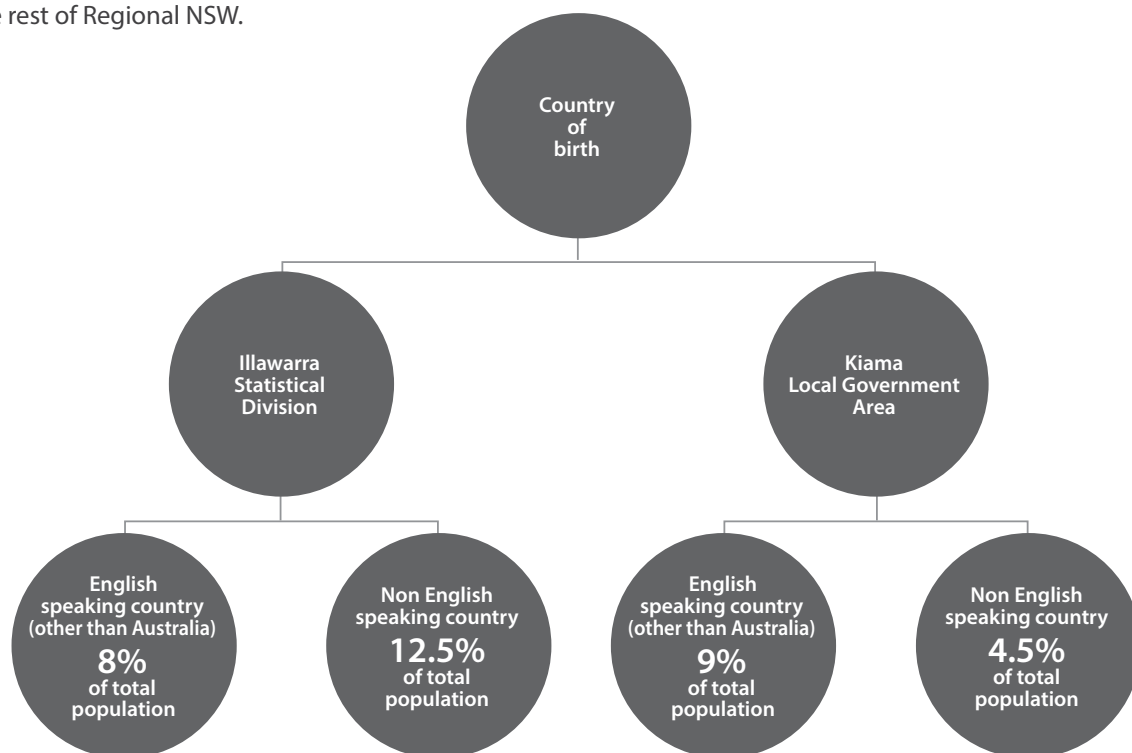 rest of Regional NSW.
Country
of
birth
Illawarra
Statistical
Division
Kiama
Local Government
Area
English
speaking country
(other than Australia)
8%
of total
population
Non English
speaking country
12.5%
of total
population
English
speaking country
(other than Australia)
9%
of total
population
Non English
speaking country
4.5%
of total
population